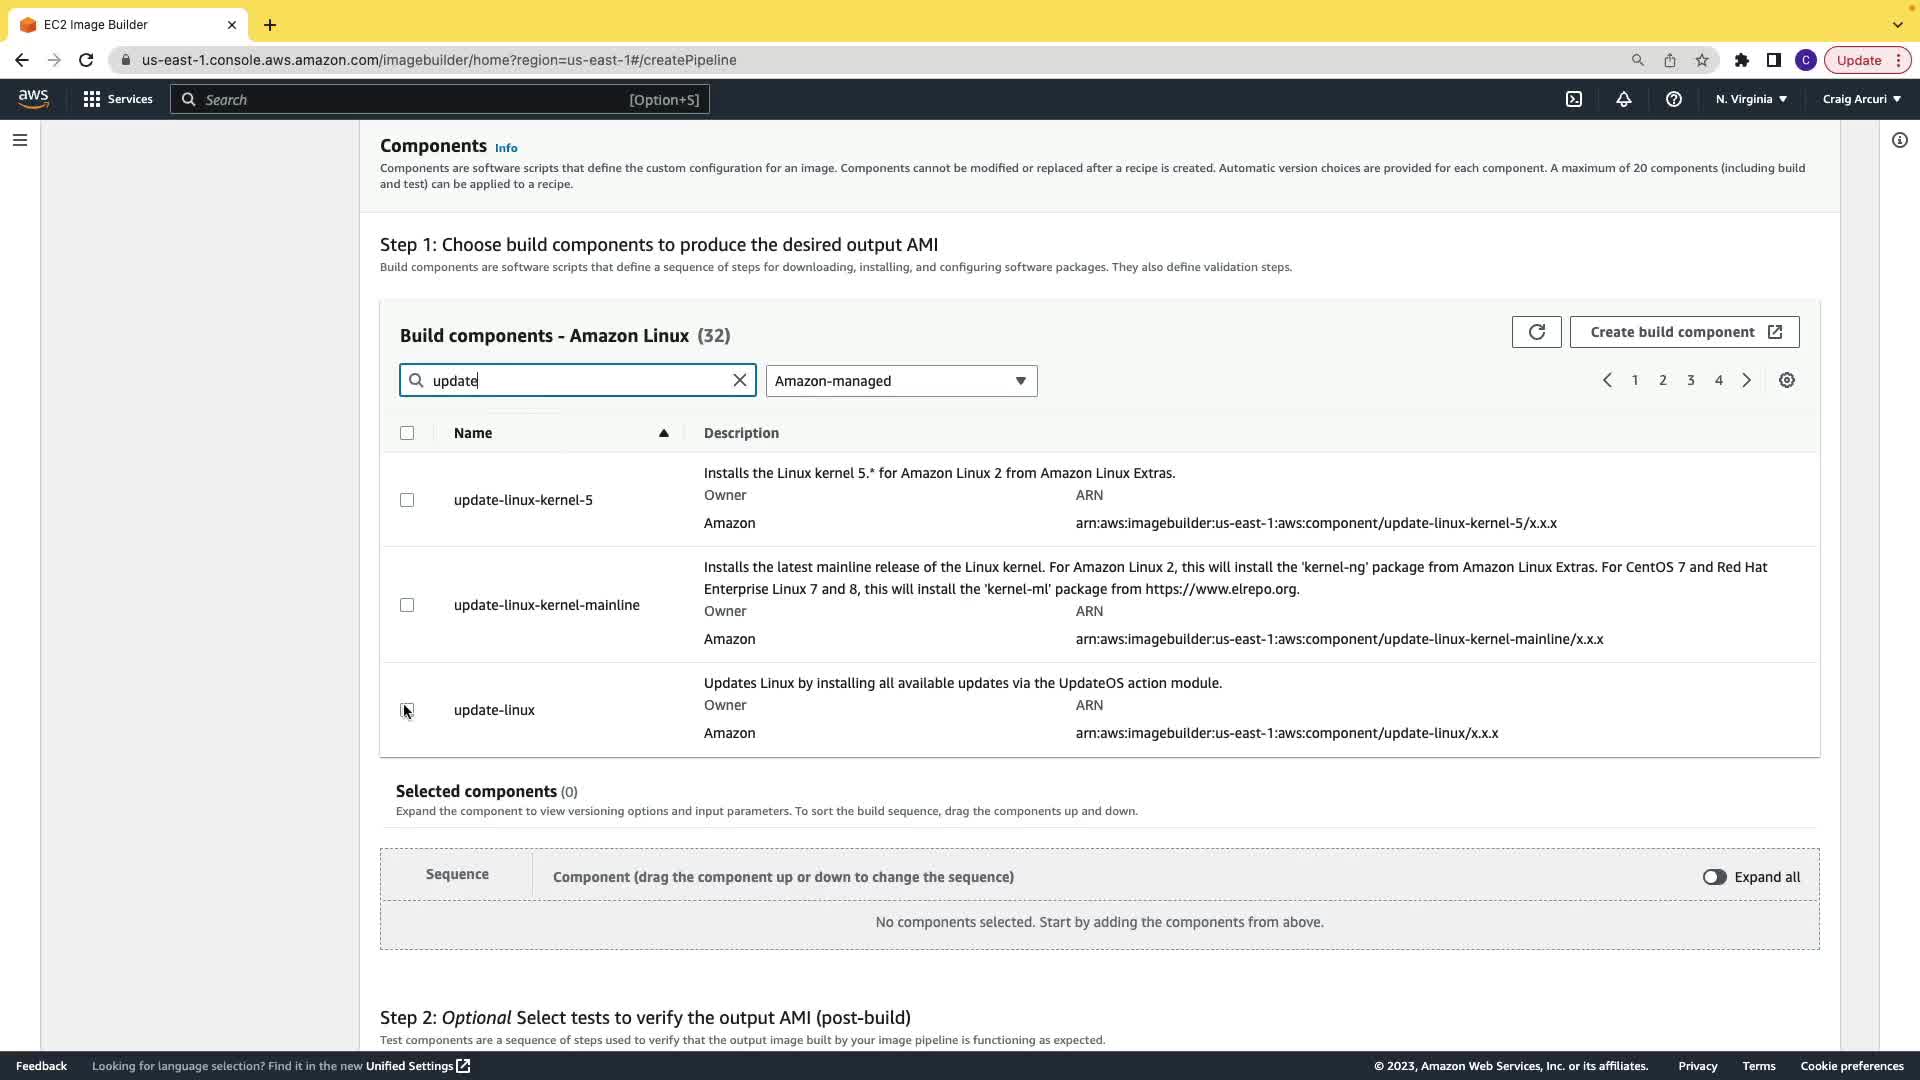 EC2 Image Builder
us-east-1.console.aws.amazon.com/imagebuilder/home?region=us-east-1#/createPipeline
C
Update
aws
Services
Search
[Option+S]
N. Virginia
Craig Arcuri
Components Info
Components are software scripts that define the custom configuration for an image. Components cannot be modified or replaced after a recipe is created. Automatic version choices are provided for each component. A maximum of 20 components (including build
and test) can be applied to a recipe.
Step 1: Choose build components to produce the desired output AMI
Build components are software scripts that define a sequence of steps for downloading, installing, and configuring software packages. They also define validation steps.
Build components - Amazon Linux (32)
Create build component
update
Amazon-managed
1 2 3 4
Name
Description
update-linux-kernel-5
Installs the Linux kernel 5.* for Amazon Linux 2 from Amazon Linux Extras.
Owner
ARN
Amazon
arn:aws:imagebuilder:us-east-1:aws:component/update-linux-kernel-5/x.x.x
update-linux-kernel-mainline
Installs the latest mainline release of the Linux kernel. For Amazon Linux 2, this will install the 'kernel-ng' package from Amazon Linux Extras. For CentOS 7 and Red Hat
Enterprise Linux 7 and 8, this will install the 'kernel-ml' package from https://www.elrepo.org.
Owner
ARN
Amazon
arn:aws:imagebuilder:us-east-1:aws:component/update-linux-kernel-mainline/x.x.x
update-linux
Updates Linux by installing all available updates via the UpdateOS action module.
Owner
ARN
Amazon
arn:aws:imagebuilder:us-east-1:aws:component/update-linux/x.x.x
Selected components (0)
Expand the component to view versioning options and input parameters. To sort the build sequence, drag the components up and down.
Sequence
Component (drag the component up or down to change the sequence)
Expand all
No components selected. Start by adding the components from above.
Step 2: Optional Select tests to verify the output AMI (post-build)
Test components are a sequence of steps used to verify that the output image built by your image pipeline is functioning as expected.
Feedback
Looking for language selection? Find it in the new Unified Settings
© 2023, Amazon Web Services, Inc. or its affiliates.
Privacy
Terms
Cookie preferences